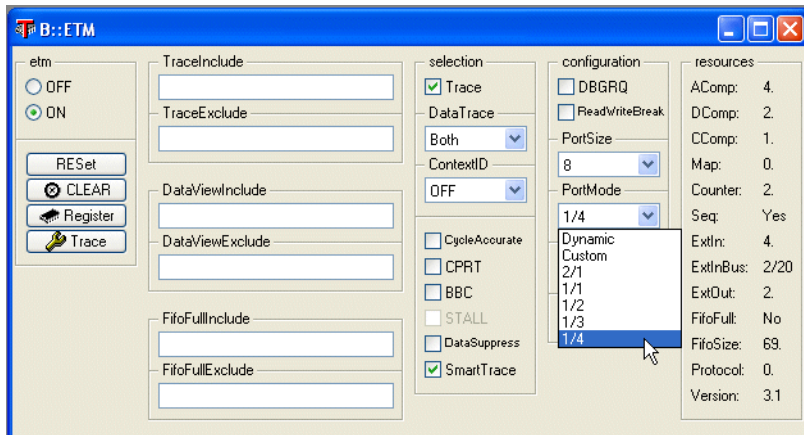 B::ETM
etm
OFF
ON
RESet
CLEAR
Register
Trace
TraceInclude
TraceExclude
DataViewInclude
DataViewExclude
FifoFullInclude
FifoFullExclude
selection
Trace
DataTrace
Both
ContextID
OFF
CycleAccurate
CPRT
BBC
STALL
DataSuppress
SmartTrace
configuration
DBGRQ
ReadWriteBreak
PortSize
8
PortMode
1/4
Dynamic
Custom
2/1
1/1
1/2
1/3
1/4
resources
AComp: 4.
DComp: 2.
CComp: 1.
Map: 0.
Counter: 2.
Seq: Yes
ExtIn: 4.
ExtInBus: 2/20
ExtOut: 2.
FifoFull: No
FifoSize: 69.
Protocol: 0.
Version: 3.1